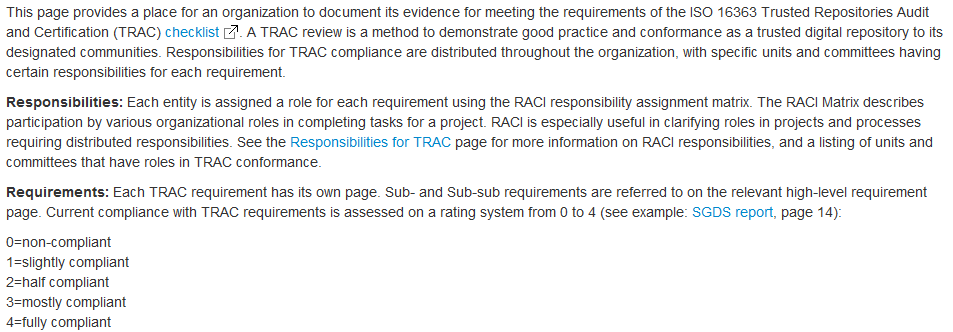 This page provides a place for an organization to document its evidence for meeting the requirements of the ISO 16363 Trusted Repositories Audit
and Certification (TRAC) checklist. A TRAC review is a method to demonstrate good practice and conformance as a trusted digital repository to its
designated communities. Responsibilities for TRAC compliance are distributed throughout the organization, with specific units and committees having
certain responsibilities for each requirement.
Responsibilities: Each entity is assigned a role for each requirement using the RACI responsibility assignment matrix. The RACI Matrix describes
participation by various organizational roles in completing tasks for a project. RACI is especially useful in clarifying roles in projects and processes
requiring distributed responsibilities. See the Responsibilities for TRAC page for more information on RACI responsibilities, and a listing of units and
committees that have roles in TRAC conformance.
Requirements: Each TRAC requirement has its own page. Sub- and Sub-sub requirements are referred to on the relevant high-level requirement
page. Current compliance with TRAC requirements is assessed on a rating system from 0 to 4 (see example: SGDS report, page 14):
0=non-compliant
1=slightly compliant
2=half compliant
3=mostly compliant
4=fully compliant